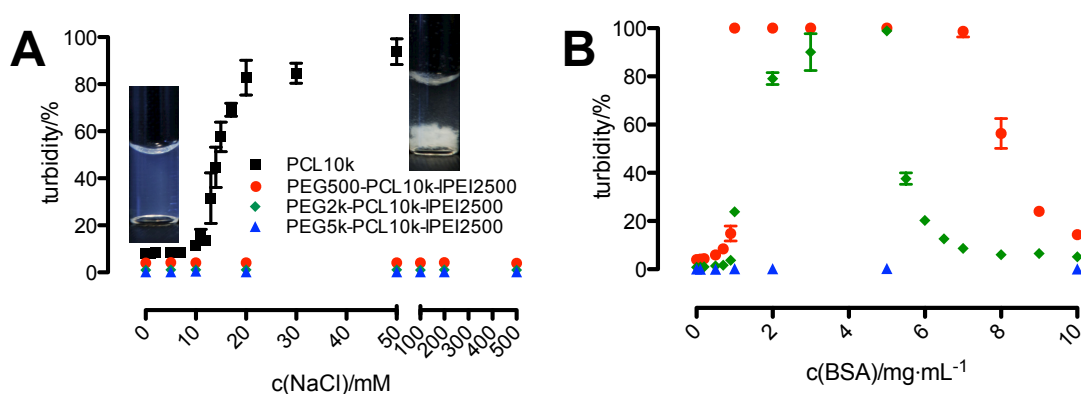 A
turbidity/%
100
80
60
40
20
0
PCL10k
PEG500-PCL10k-lPEI2500
PEG2k-PCL10k-lPEI2500
PEG5k-PCL10k-lPEI2500
0
10
20
30
40
50
100
200
300
400
500
c(NaCl)/mM
B
turbidity/%
100
80
60
40
20
0
0
2
4
6
8
10
c(BSA)/mg·mL⁻¹